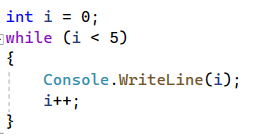 int i = 0;
while (i < 5)
{
    Console.WriteLine(i);
    i++;
}